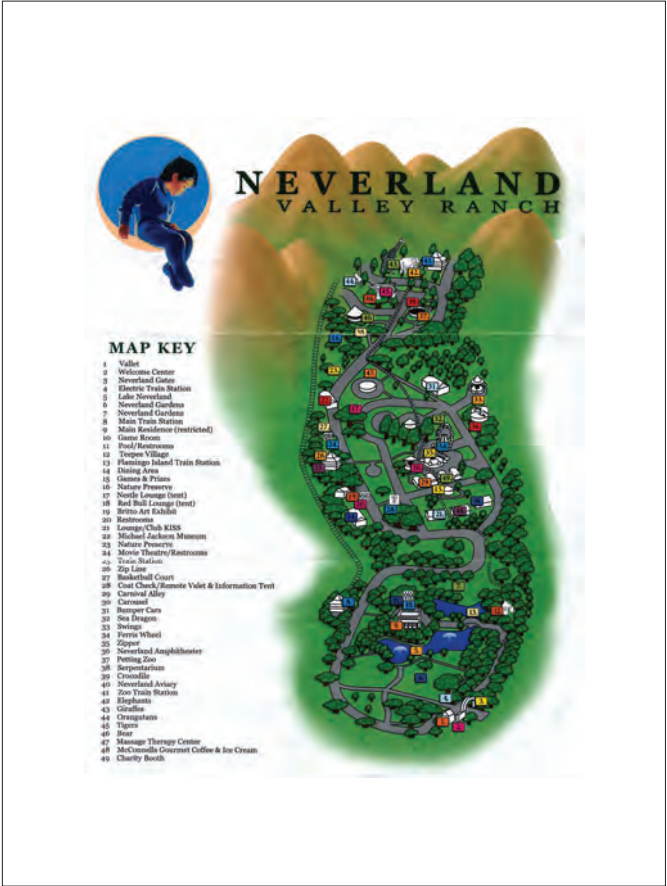 NEVERLAND
VALLEY RANCH
MAP KEY
1 Vallet
2 Welcome Center
3 Neverland Gates
4 Electric Train Station
5 Lake Neverland
6 Neverland Gardens
7 Neverland Gardens
8 Main Train Station
9 Main Residence (restricted)
10 Game Room
11 Pool/Restrooms
12 Teepee Village
13 Flamingo Island Train Station
14 Dining Area
15 Games & Prizes
16 Nature Preserve
17 Nestle Lounge (tent)
18 Red Bull Lounge (tent)
19 Britto Art Exhibit
20 Restrooms
21 Lounge/Club KISS
22 Michael Jackson Museum
23 Nature Preserve
24 Movie Theatre/Restrooms
25 Train Station
26 Zip Line
27 Basketball Court
28 Coat Check/Remote Valet & Information Tent
29 Carnival Alley
30 Carousel
31 Bumper Cars
32 Sea Dragon
33 Swings
34 Ferris Wheel
35 Zipper
36 Neverland Amphitheater
37 Petting Zoo
38 Serpentarium
39 Crocodile
40 Neverland Aviary
41 Zoo Train Station
42 Elephants
43 Giraffes
44 Orangutans
45 Tigers
46 Bear
47 Massage Therapy Center
48 McConnells Gourmet Coffee & Ice Cream
49 Charity Booth